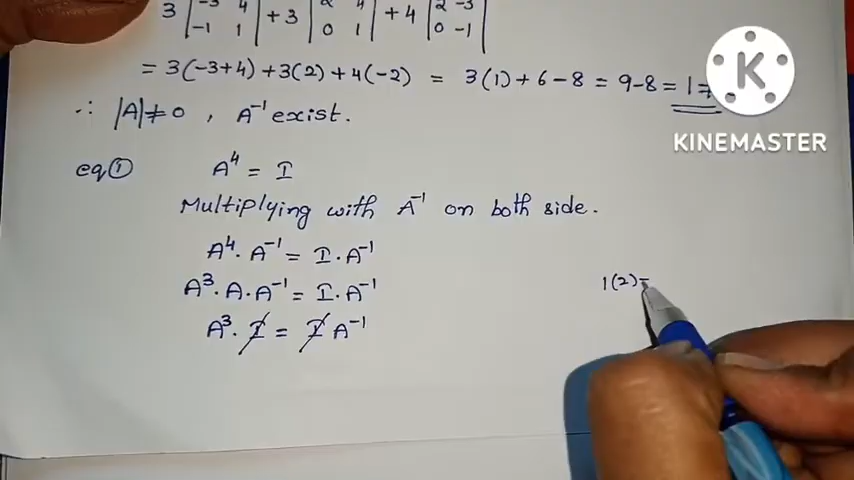 3 |-3 4 -1 1| + 3 |2 4 0 1| + 4 |2 -3 0 -1|
= 3(-3+4) + 3(2) + 4(-2) = 3(1) + 6 - 8 = 9-8 = 1 ≠
∴ |A| ≠ 0 , A⁻¹ exist.
eq① A⁴ = I
Multiplying with A⁻¹ on both side.
A⁴ · A⁻¹ = I · A⁻¹
A³ · A · A⁻¹ = I · A⁻¹
A³ · I = I A⁻¹
1(2)=
K
KINEMASTER